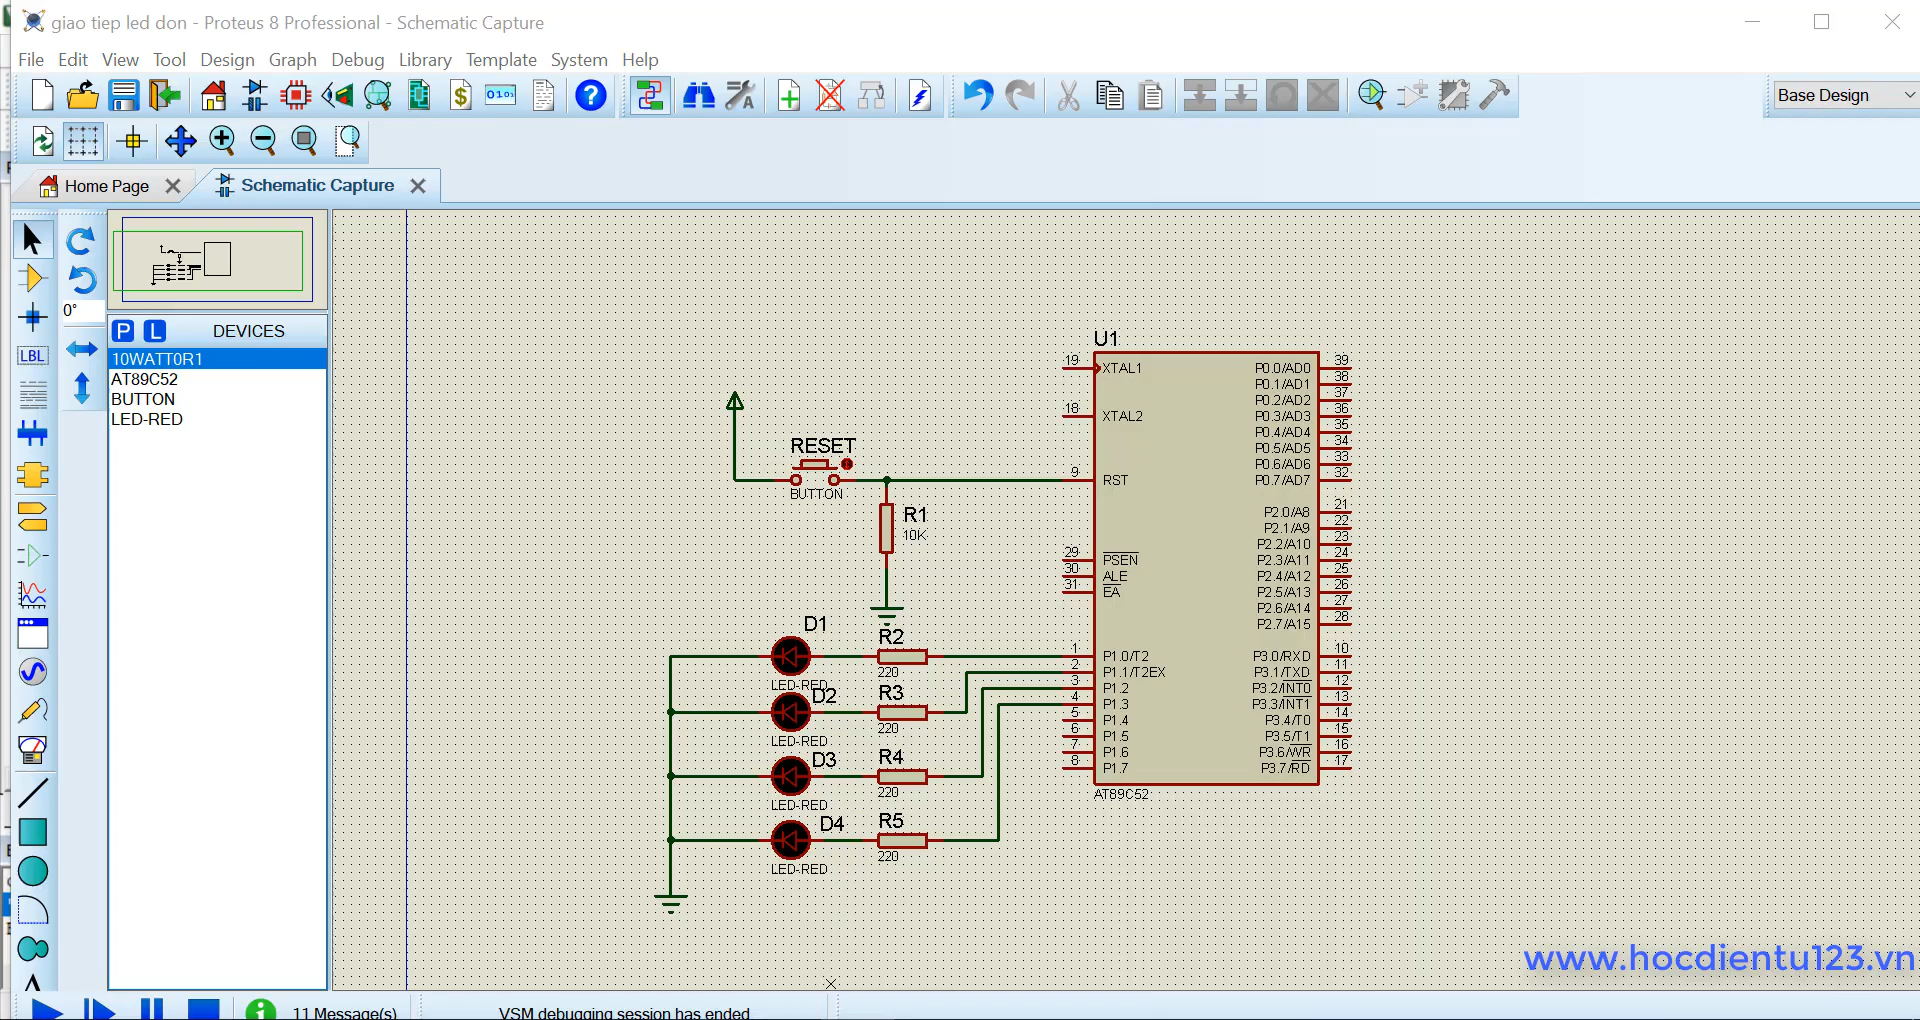 giao tiep led don - Proteus 8 Professional - Schematic Capture
File Edit View Tool Design Graph Debug Library Template System Help
Base Design
Home Page
Schematic Capture
0°
P L DEVICES
10WATT0R1
AT89C52
BUTTON
LED-RED
LBL
U1
19 XTAL1
18 XTAL2
9 RST
29 PSEN
30 ALE
31 EA
1 P1.0/T2
2 P1.1/T2EX
3 P1.2
4 P1.3
5 P1.4
6 P1.5
7 P1.6
8 P1.7
P0.0/AD0 39
P0.1/AD1 38
P0.2/AD2 37
P0.3/AD3 36
P0.4/AD4 35
P0.5/AD5 34
P0.6/AD6 33
P0.7/AD7 32
P2.0/A8 21
P2.1/A9 22
P2.2/A10 23
P2.3/A11 24
P2.4/A12 25
P2.5/A13 26
P2.6/A14 27
P2.7/A15 28
P3.0/RXD 10
P3.1/TXD 11
P3.2/INT0 12
P3.3/INT1 13
P3.4/T0 14
P3.5/T1 15
P3.6/WR 16
P3.7/RD 17
AT89C52
RESET
BUTTON
R1
10K
D1
LED-RED
R2
220
D2
LED-RED
R3
220
D3
LED-RED
R4
220
D4
LED-RED
R5
220
www.hocdientu123.vn
11 Message(s)
VSM debugging session has ended